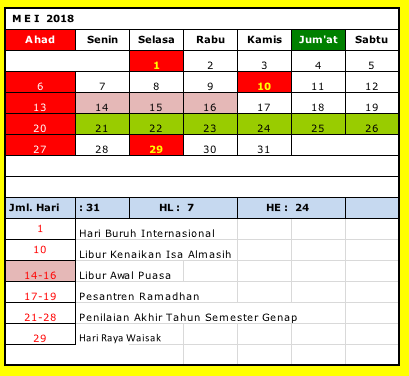 MEI 2018
Ahad Senin Selasa Rabu Kamis Jum'at Sabtu
1 2 3 4 5
6 7 8 9 10 11 12
13 14 15 16 17 18 19
20 21 22 23 24 25 26
27 28 29 30 31
Jml. Hari : 31 HL : 7 HE : 24
1 Hari Buruh Internasional
10 Libur Kenaikan Isa Almasih
14-16 Libur Awal Puasa
17-19 Pesantren Ramadhan
21-28 Penilaian Akhir Tahun Semester Genap
29 Hari Raya Waisak